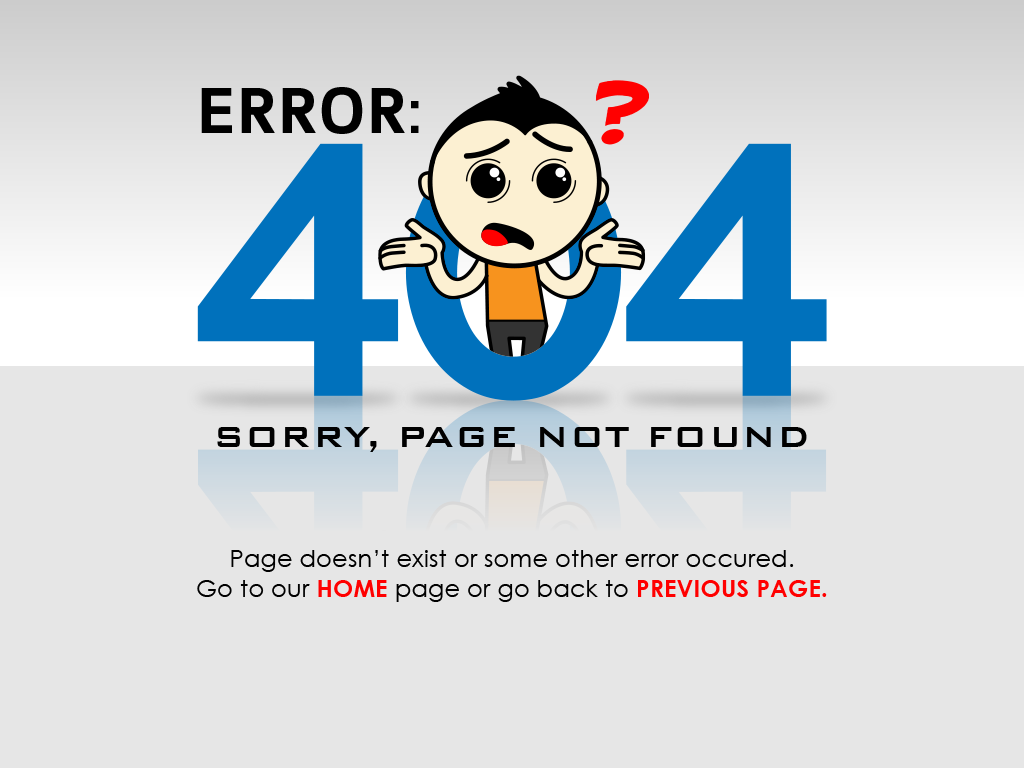 ERROR: ?
404
SORRY, PAGE NOT FOUND
Page doesn’t exist or some other error occured.
Go to our HOME page or go back to PREVIOUS PAGE.